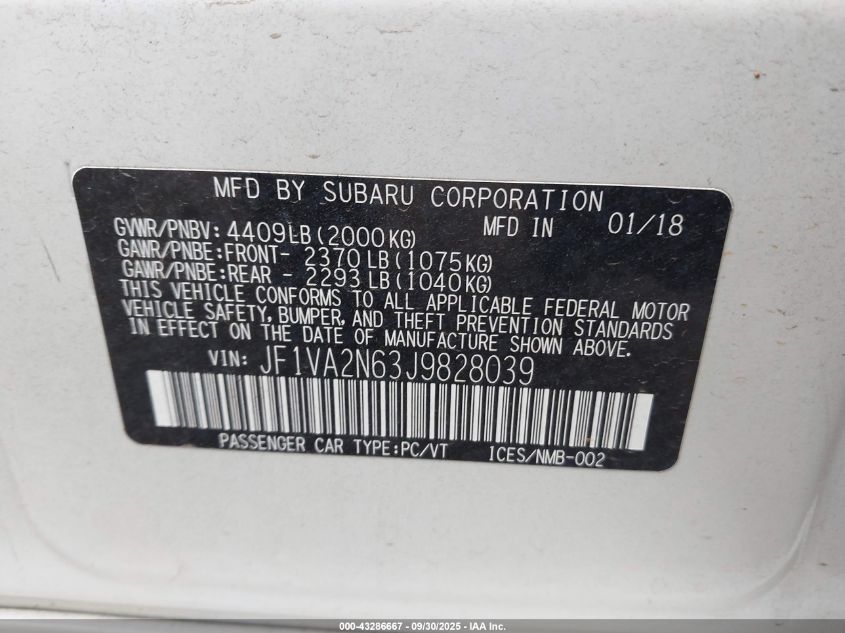 MFD BY SUBARU CORPORATION
GVWR/PNBV: 4409LB(2000KG) MFD IN 01/18
GAWR/PNBE:FRONT- 2370LB(1075KG)
GAWR/PNBE:REAR - 2293LB(1040KG)
THIS VEHICLE CONFORMS TO ALL APPLICABLE FEDERAL MOTOR
VEHICLE SAFETY, BUMPER, AND THEFT PREVENTION STANDARDS
IN EFFECT ON THE DATE OF MANUFACTURE SHOWN ABOVE.
VIN: JF1VA2N63J9828039
PASSENGER CAR TYPE:PC/VT ICES/NMB-002
000-43286667 - 09/30/2025 - IAA Inc.